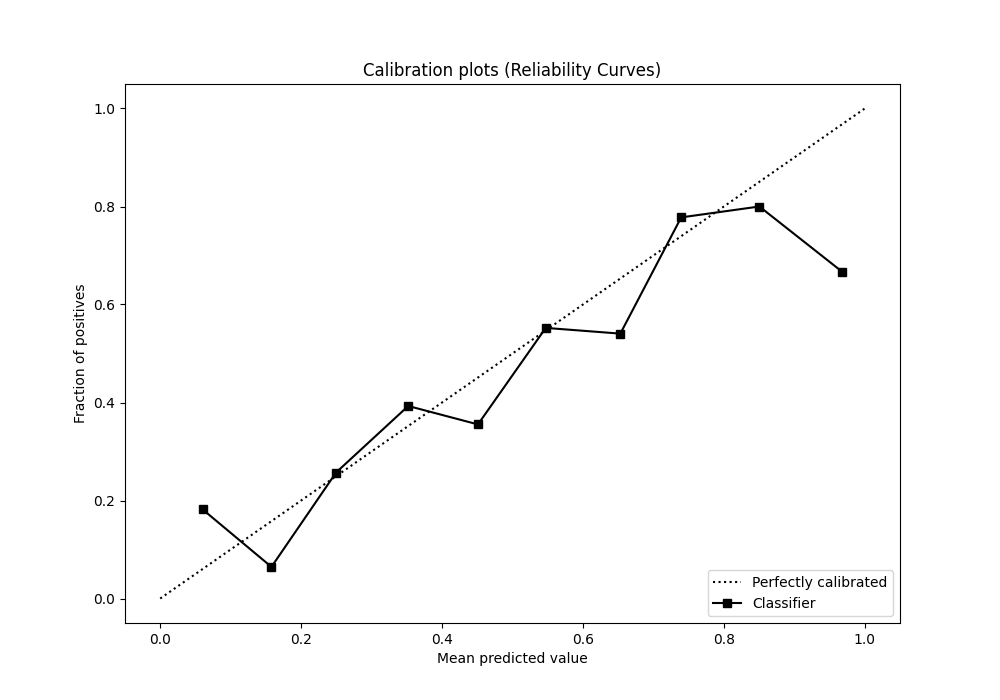 Calibration plots (Reliability Curves)
1.0
0.8
0.6
0.4
0.2
0.0
Fraction of positives
0.0 0.2 0.4 0.6 0.8 1.0
Mean predicted value
Perfectly calibrated
Classifier